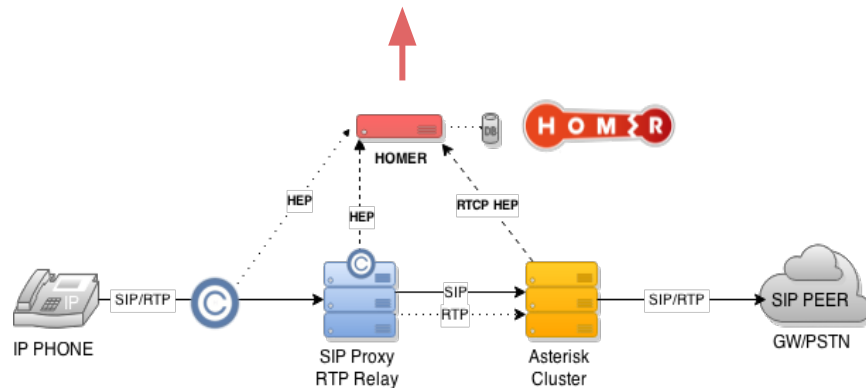 DB
HOMER
HOMER
HEP
HEP
RTCP HEP
C
IP
SIP/RTP
C
SIP
RTP
SIP/RTP
SIP PEER
IP PHONE
SIP Proxy
RTP Relay
Asterisk
Cluster
GW/PSTN